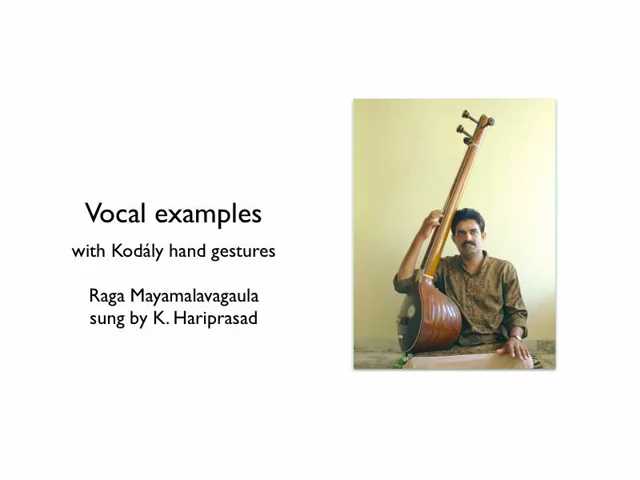 Vocal examples
with Kodály hand gestures
Raga Mayamalavagaula
sung by K. Hariprasad